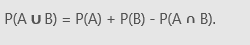 P(A ∪ B) = P(A) + P(B) - P(A ∩ B).